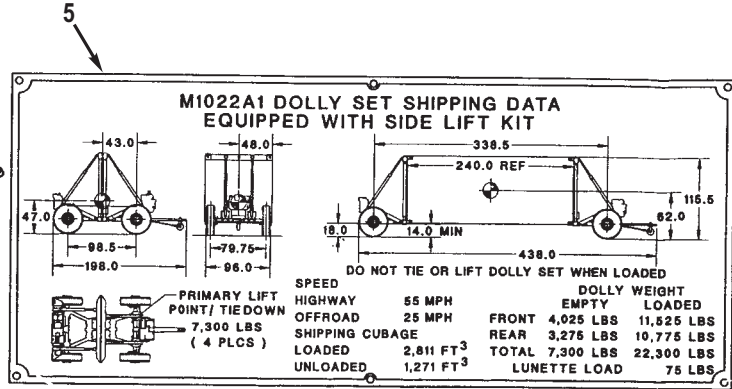 5
M1022A1 DOLLY SET SHIPPING DATA
EQUIPPED WITH SIDE LIFT KIT
43.0
48.0
338.5
240.0 REF
47.0
116.5
62.0
18.0
14.0 MIN
98.5
79.75
438.0
198.0
96.0
DO NOT TIE OR LIFT DOLLY SET WHEN LOADED
PRIMARY LIFT
POINT/ TIEDOWN
7,300 LBS
( 4 PLCS )
SPEED
HIGHWAY 55 MPH
OFFROAD 25 MPH
SHIPPING CUBAGE
LOADED 2,811 FT3
UNLOADED 1,271 FT3
DOLLY WEIGHT
EMPTY LOADED
FRONT 4,025 LBS 11,525 LBS
REAR 3,275 LBS 10,775 LBS
TOTAL 7,300 LBS 22,300 LBS
LUNETTE LOAD 75 LBS